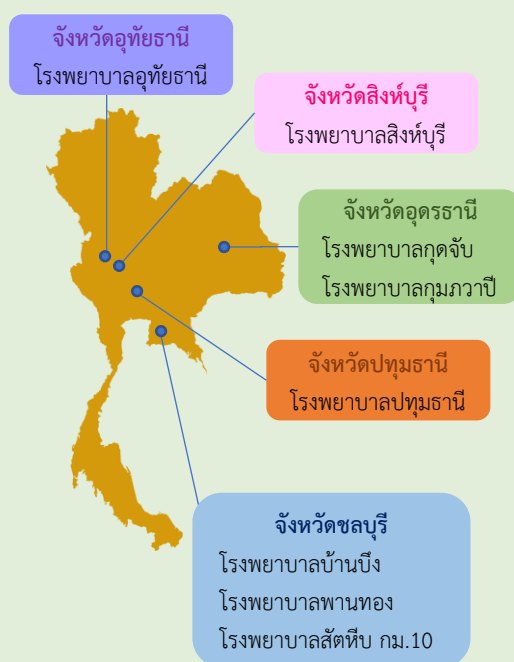 จังหวัดอุทัยธานี
โรงพยาบาลอุทัยธานี
จังหวัดสิงห์บุรี
โรงพยาบาลสิงห์บุรี
จังหวัดอุดรธานี
โรงพยาบาลกุดจับ
โรงพยาบาลกุมภวาปี
จังหวัดปทุมธานี
โรงพยาบาลปทุมธานี
จังหวัดชลบุรี
โรงพยาบาลบ้านบึง
โรงพยาบาลพานทอง
โรงพยาบาลสัตหีบ กม.10